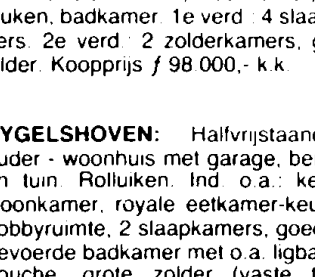 uken, badkamer. 1e verd.: 4 slaa
ers. 2e verd.: 2 zolderkamers, g
lder. Koopprijs ƒ 98.000,- k.k.
YGELSHOVEN: Halfvrijstaand
uder - woonhuis met garage, be
n tuin. Rolluiken. Ind. o.a.: ke
oonkamer, royale eetkamer-keu
obbyruimte, 2 slaapkamers, goed
evoerde badkamer met o.a. ligba
ouche, grote zolder (vaste t